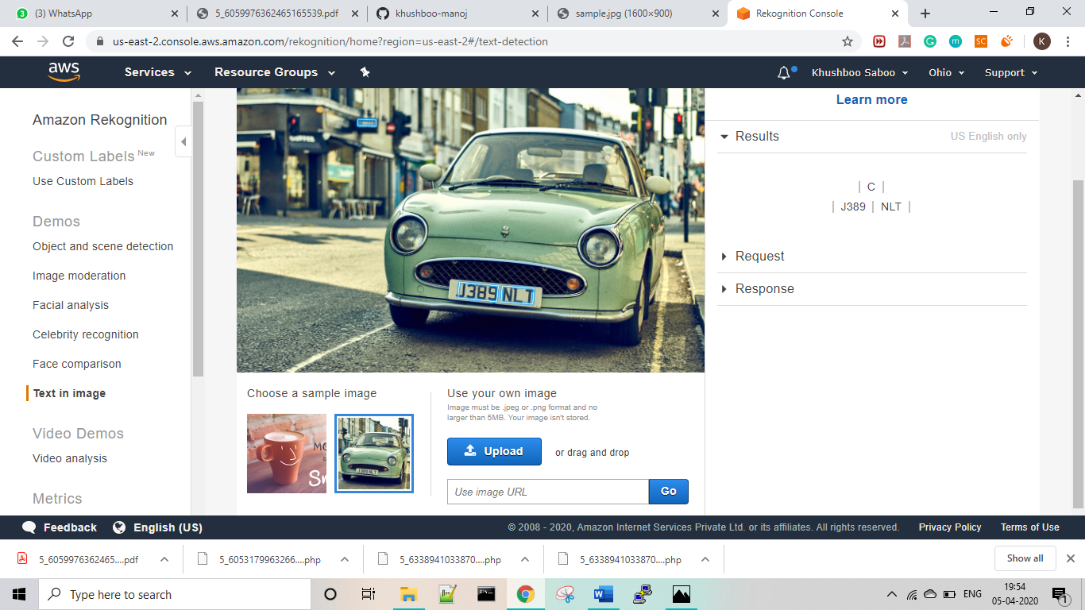 (3) WhatsApp
5_6059976362465165539.pdf
khushboo-manoj
sample.jpg (1600×900)
Rekognition Console
us-east-2.console.aws.amazon.com/rekognition/home?region=us-east-2#/text-detection
K
aws
Services
Resource Groups
Khushboo Saboo
Ohio
Support
Amazon Rekognition
Custom Labels New
Use Custom Labels
Demos
Object and scene detection
Image moderation
Facial analysis
Celebrity recognition
Face comparison
Text in image
Video Demos
Video analysis
Metrics
J389 NLT
Choose a sample image
Use your own image
Image must be .jpeg or .png format and no
larger than 5MB. Your image isn't stored.
Upload
or drag and drop
Use image URL
Go
Learn more
Results
US English only
| C |
| J389 | NLT |
Request
Response
Feedback
English (US)
© 2008 - 2020, Amazon Internet Services Private Ltd. or its affiliates. All rights reserved.
Privacy Policy
Terms of Use
5_6059976362465....pdf
5_6053179963266....php
5_6338941033870....php
5_6338941033870....php
Show all
Type here to search
ENG
19:54
05-04-2020
1